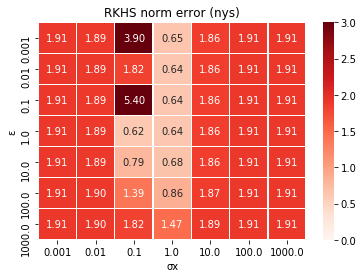 RKHS norm error (nys)
ε
0.001 1.91 1.89 3.90 0.65 1.86 1.91 1.91
0.01 1.91 1.89 1.82 0.64 1.86 1.91 1.91
0.1 1.91 1.89 5.40 0.64 1.86 1.91 1.91
1.0 1.91 1.89 0.62 0.64 1.86 1.91 1.91
10.0 1.91 1.89 0.79 0.68 1.86 1.91 1.91
100.0 1.91 1.90 1.39 0.86 1.87 1.91 1.91
1000.0 1.91 1.90 1.82 1.47 1.89 1.91 1.91
0.001 0.01 0.1 1.0 10.0 100.0 1000.0
σx
3.0
2.5
2.0
1.5
1.0
0.5
0.0